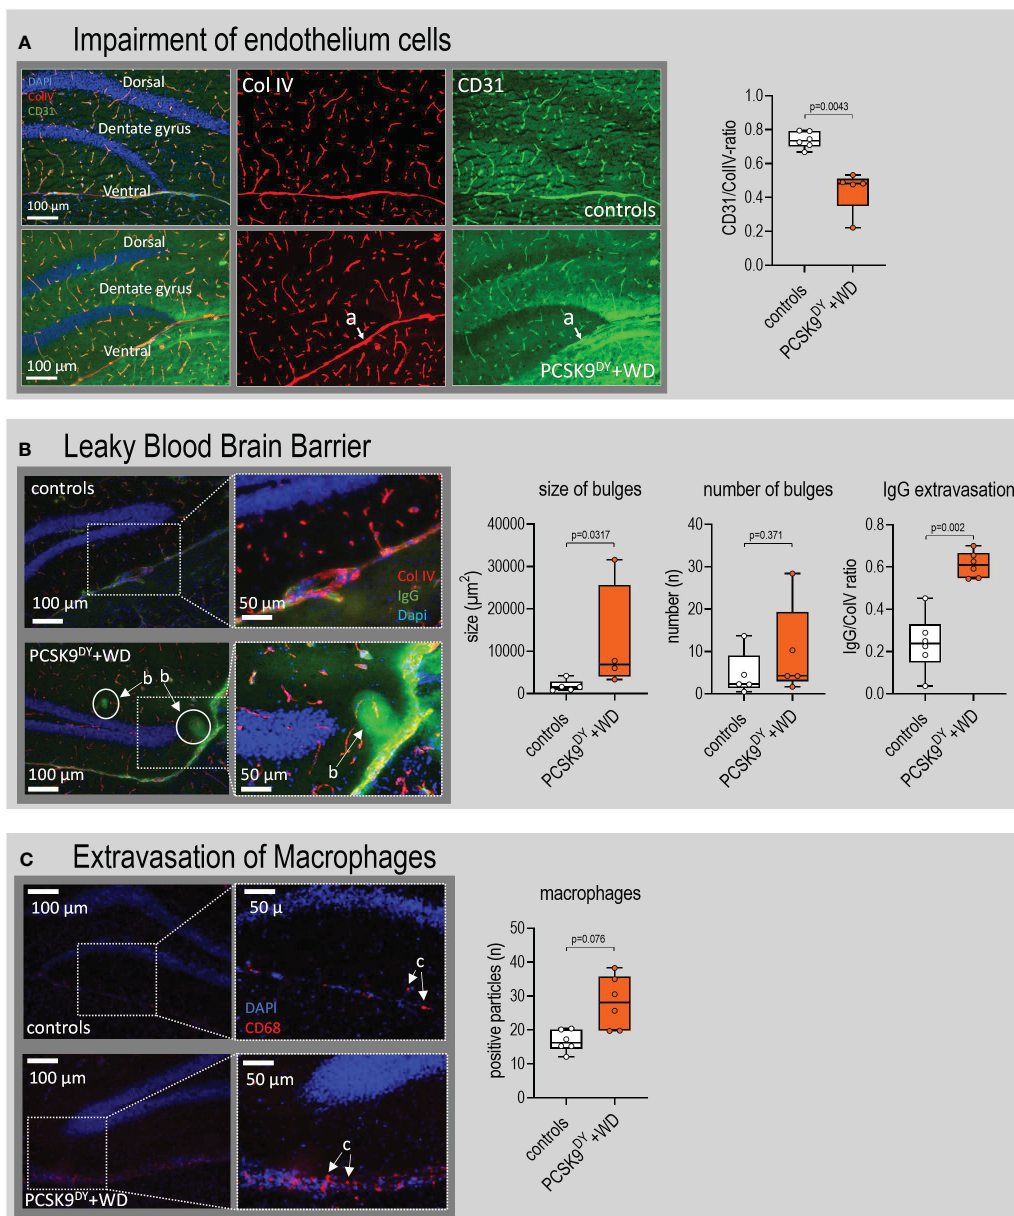 A Impairment of endothelium cells
DAPI
ColIV
CD31
Dorsal
Dentate gyrus
Ventral
100 µm
Col IV
CD31
controls
Dorsal
Dentate gyrus
Ventral
100 µm
a
a
PCSK9DY+WD
CD31/ColIV-ratio
1.0
0.8
0.6
0.4
0.2
0.0
p=0.0043
controls
PCSK9DY+WD
B Leaky Blood Brain Barrier
controls
100 µm
Col IV
IgG
Dapi
50 µm
PCSK9DY+WD
b b
100 µm
b
50 µm
size of bulges
size (µm2)
40000
30000
20000
10000
0
p=0.0317
controls
PCSK9DY+WD
number of bulges
number (n)
40
30
20
10
0
p=0.371
controls
PCSK9DY+WD
IgG extravasation
IgG/ColV ratio
0.8
0.6
0.4
0.2
0.0
p=0.002
controls
PCSK9DY+WD
C Extravasation of Macrophages
100 µm
controls
50 µ
c
DAPI
CD68
100 µm
PCSK9DY+WD
50 µm
c
macrophages
positive particles (n)
50
40
30
20
10
0
p=0.076
controls
PCSK9DY+WD